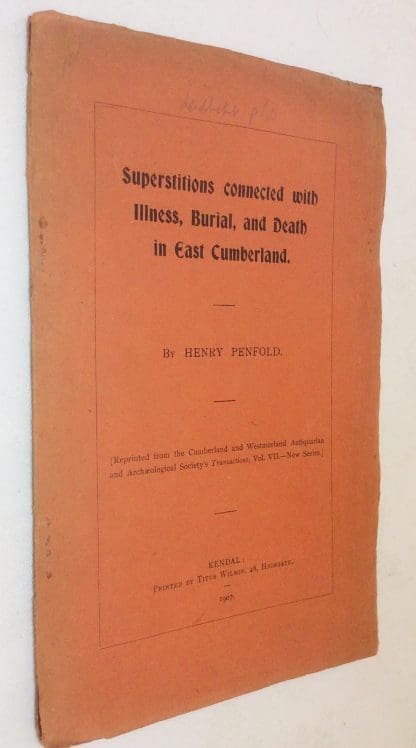 Superstitions connected with
Illness, Burial, and Death
in East Cumberland.
By HENRY PENFOLD.
[Reprinted from the Cumberland and Westmorland Antiquarian
and Archæological Society's Transactions, Vol. VII.—New Series.]
KENDAL:
PRINTED BY TITUS WILSON, 28, HIGHGATE.
1907.